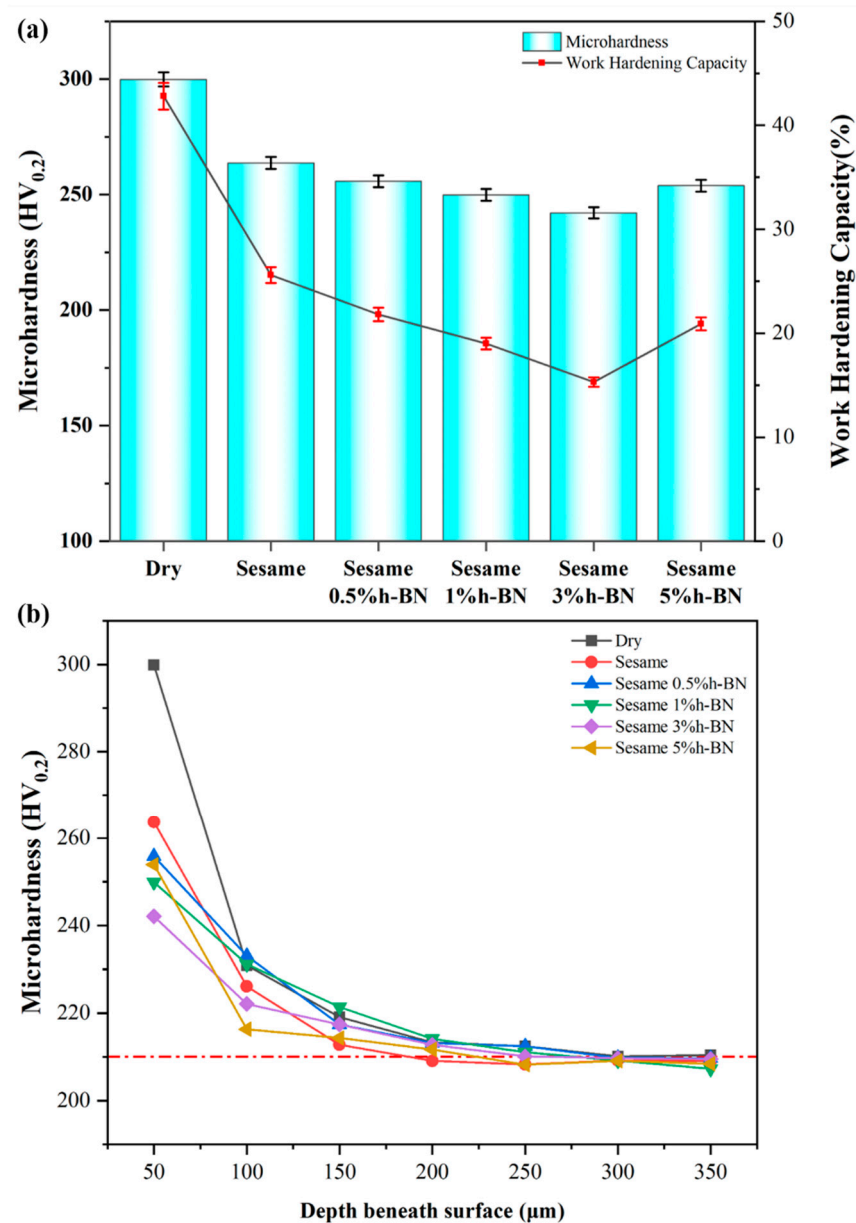 (a)
Microhardness (HV0.2)
300
250
200
150
100
Microhardness
Work Hardening Capacity
50
40
30
20
10
0
Work Hardening Capacity(%)
Dry
Sesame
Sesame
0.5%h-BN
Sesame
1%h-BN
Sesame
3%h-BN
Sesame
5%h-BN
(b)
Microhardness (HV0.2)
300
280
260
240
220
200
Dry
Sesame
Sesame 0.5%h-BN
Sesame 1%h-BN
Sesame 3%h-BN
Sesame 5%h-BN
50
100
150
200
250
300
350
Depth beneath surface (μm)